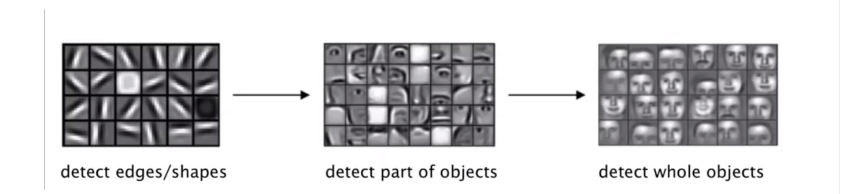 detect edges/shapes
detect part of objects
detect whole objects